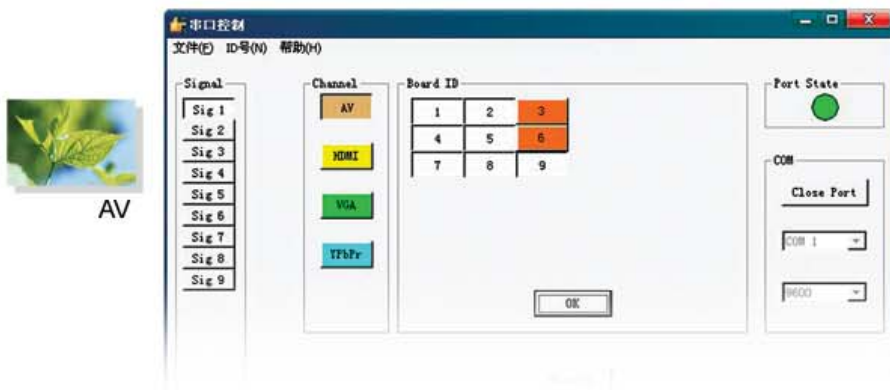 串口控制
文件(F) ID号(N) 帮助(H)
Signal
Sig 1
Sig 2
Sig 3
Sig 4
Sig 5
Sig 6
Sig 7
Sig 8
Sig 9
Channel
AV
HDMI
VGA
YPbPr
Board ID
1 2 3
4 5 6
7 8 9
OK
Port State
COM
Close Port
COM 1
9600
AV